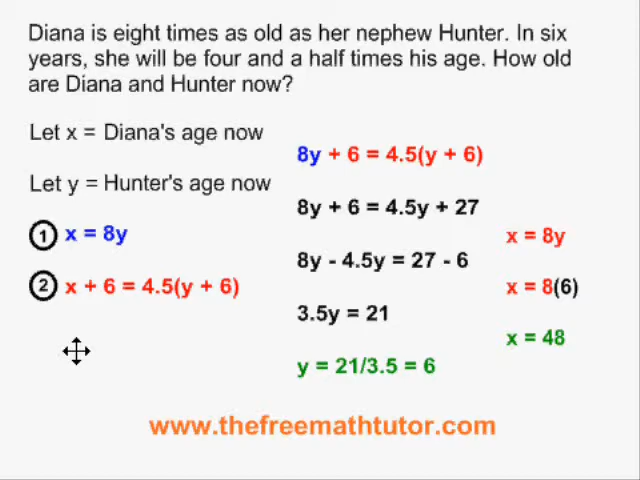 Diana is eight times as old as her nephew Hunter. In six
years, she will be four and a half times his age. How old
are Diana and Hunter now?
Let x = Diana's age now
Let y = Hunter's age now
1 x = 8y
2 x + 6 = 4.5(y + 6)
8y + 6 = 4.5(y + 6)
8y + 6 = 4.5y + 27
8y - 4.5y = 27 - 6
3.5y = 21
y = 21/3.5 = 6
x = 8y
x = 8(6)
x = 48
www.thefreemathtutor.com